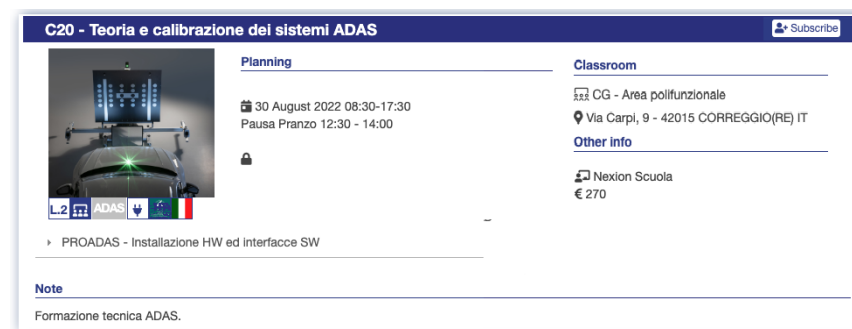 C20 - Teoria e calibrazione dei sistemi ADAS
Subscribe
Planning
30 August 2022 08:30-17:30
Pausa Pranzo 12:30 - 14:00
Classroom
CG - Area polifunzionale
Via Carpi, 9 - 42015 CORREGGIO(RE) IT
Other info
Nexion Scuola
€ 270
L.2 ADAS
PROADAS - Installazione HW ed interfacce SW
Note
Formazione tecnica ADAS.